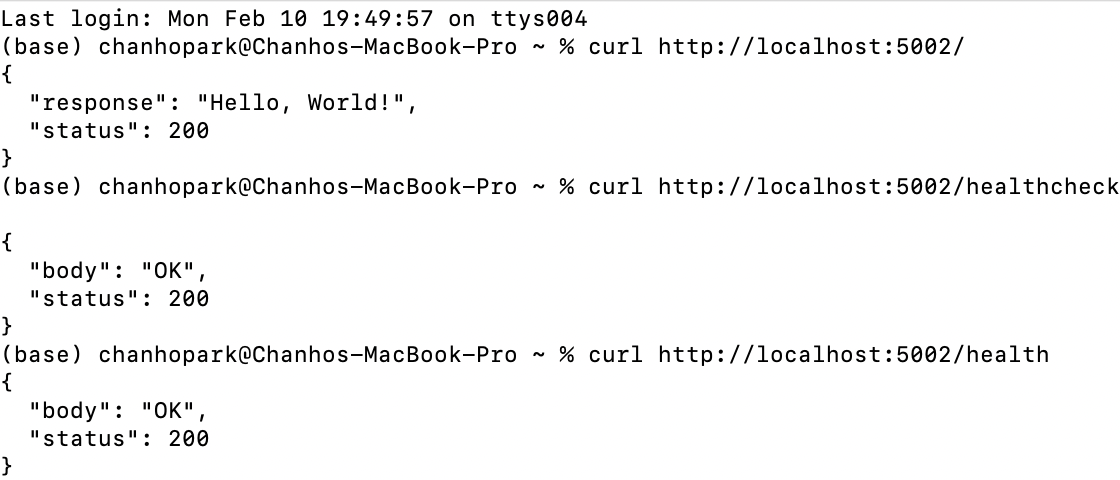 Last login: Mon Feb 10 19:49:57 on ttys004
(base) chanhopark@Chanhos-MacBook-Pro ~ % curl http://localhost:5002/
{
  "response": "Hello, World!",
  "status": 200
}
(base) chanhopark@Chanhos-MacBook-Pro ~ % curl http://localhost:5002/healthcheck

{
  "body": "OK",
  "status": 200
}
(base) chanhopark@Chanhos-MacBook-Pro ~ % curl http://localhost:5002/health
{
  "body": "OK",
  "status": 200
}